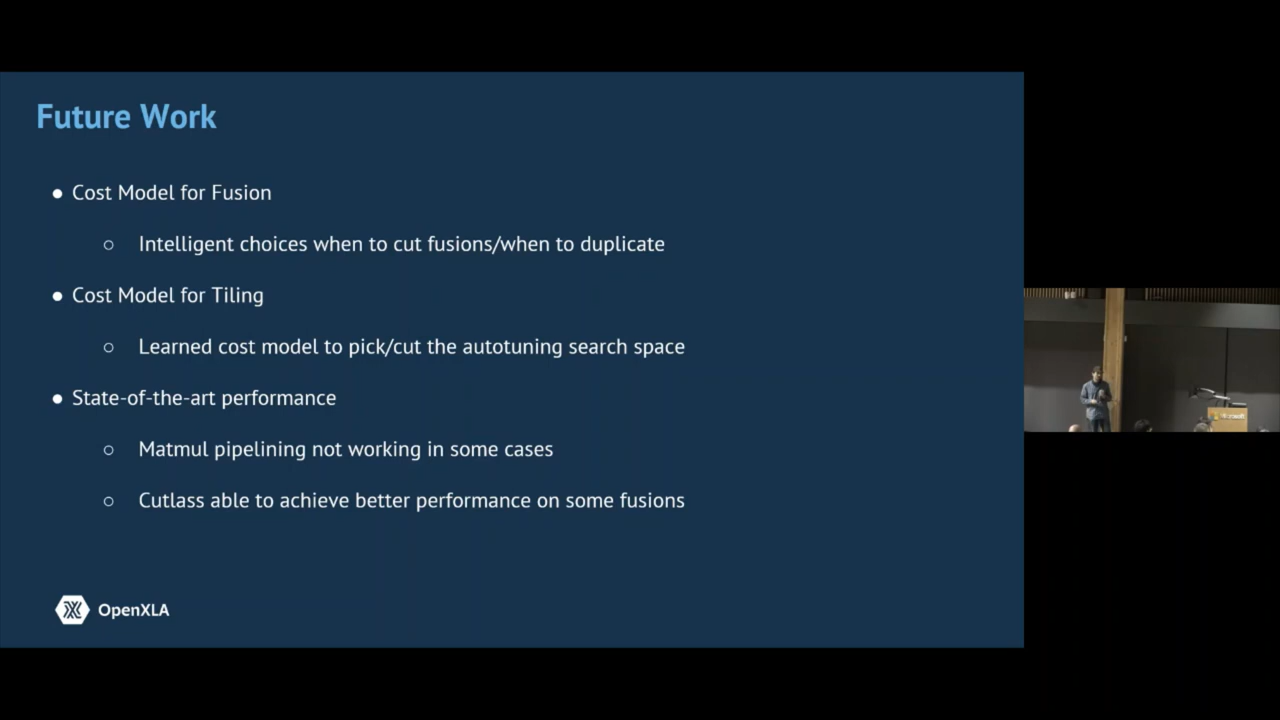 Future Work
● Cost Model for Fusion
○ Intelligent choices when to cut fusions/when to duplicate
● Cost Model for Tiling
○ Learned cost model to pick/cut the autotuning search space
● State-of-the-art performance
○ Matmul pipelining not working in some cases
○ Cutlass able to achieve better performance on some fusions
OpenXLA
Microsoft